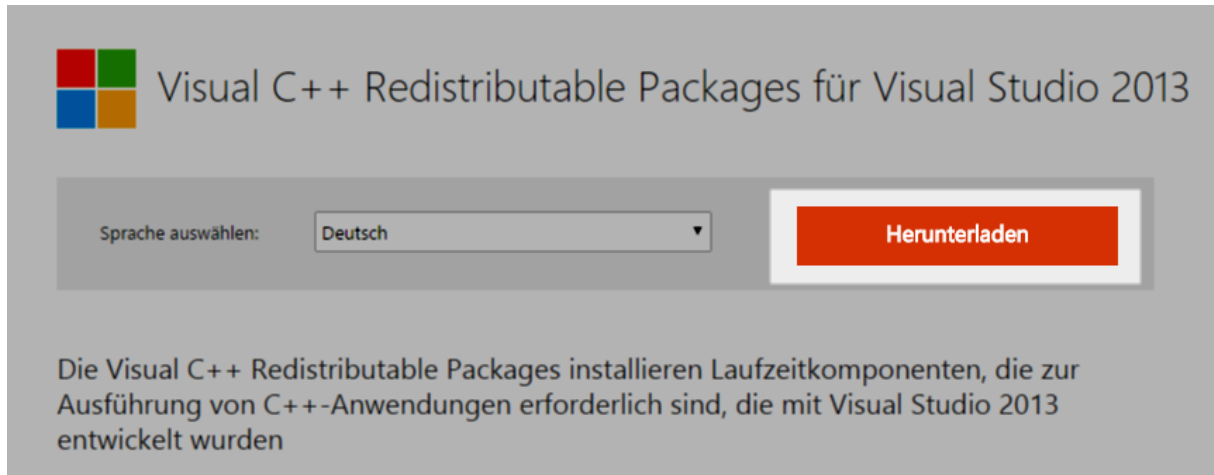 Visual C++ Redistributable Packages für Visual Studio 2013
Sprache auswählen: Deutsch Herunterladen
Die Visual C++ Redistributable Packages installieren Laufzeitkomponenten, die zur
Ausführung von C++-Anwendungen erforderlich sind, die mit Visual Studio 2013
entwickelt wurden